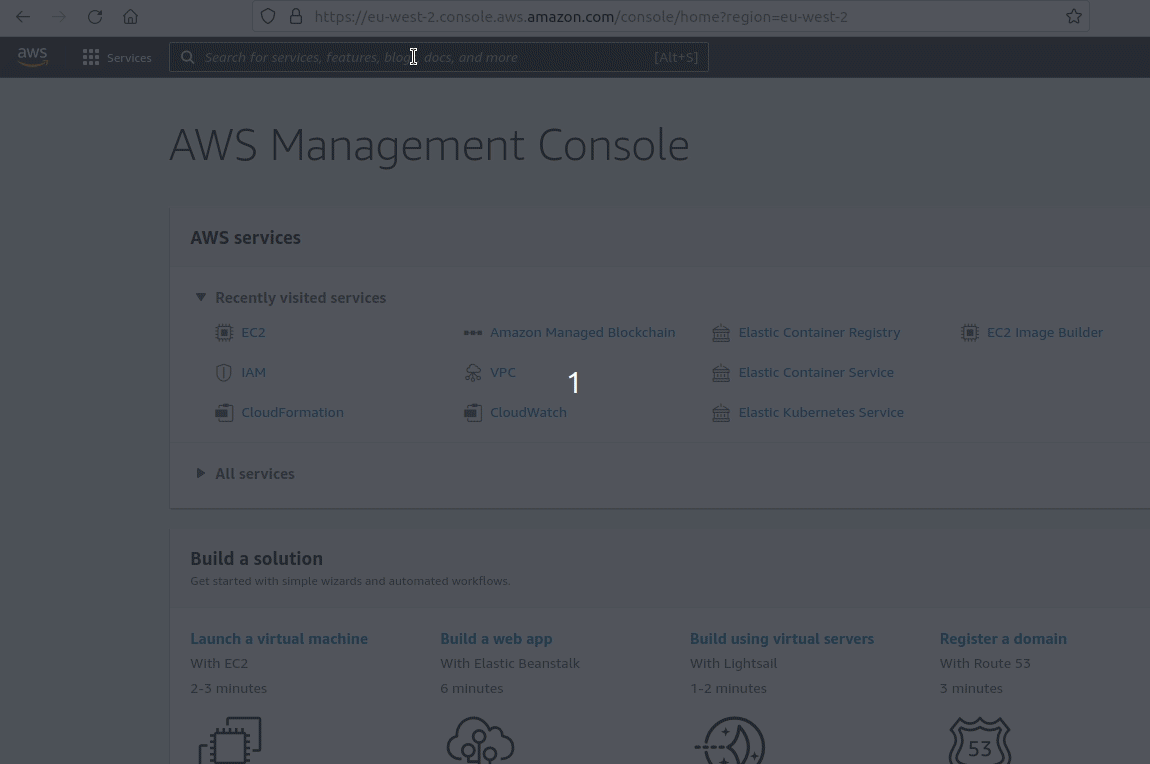 https://eu-west-2.console.aws.amazon.com/console/home?region=eu-west-2
aws Services Search for services, features, blogs, docs, and more [Alt+S]
AWS Management Console
AWS services
Recently visited services
EC2 Amazon Managed Blockchain Elastic Container Registry EC2 Image Builder
IAM VPC Elastic Container Service
1
CloudFormation CloudWatch Elastic Kubernetes Service
All services
Build a solution
Get started with simple wizards and automated workflows.
Launch a virtual machine Build a web app Build using virtual servers Register a domain
With EC2 With Elastic Beanstalk With Lightsail With Route 53
2-3 minutes 6 minutes 1-2 minutes 3 minutes
53